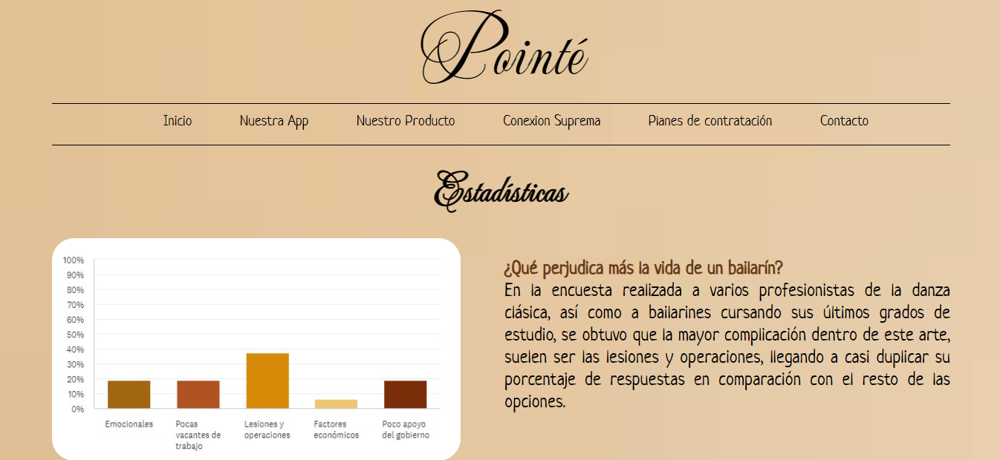 Pointé
Inicio Nuestra App Nuestro Producto Conexion Suprema Planes de contratación Contacto
Estadísticas
100%
90%
80%
70%
60%
50%
40%
30%
20%
10%
0%
Emocionales
Pocas
vacantes de
trabajo
Lesiones y
operaciones
Factores
económicos
Poco apoyo
del gobierno
¿Qué perjudica más la vida de un bailarín?
En la encuesta realizada a varios profesionistas de la danza
clásica, así como a bailarines cursando sus últimos grados de
estudio, se obtuvo que la mayor complicación dentro de este arte,
suelen ser las lesiones y operaciones, llegando a casi duplicar su
porcentaje de respuestas en comparación con el resto de las
opciones.